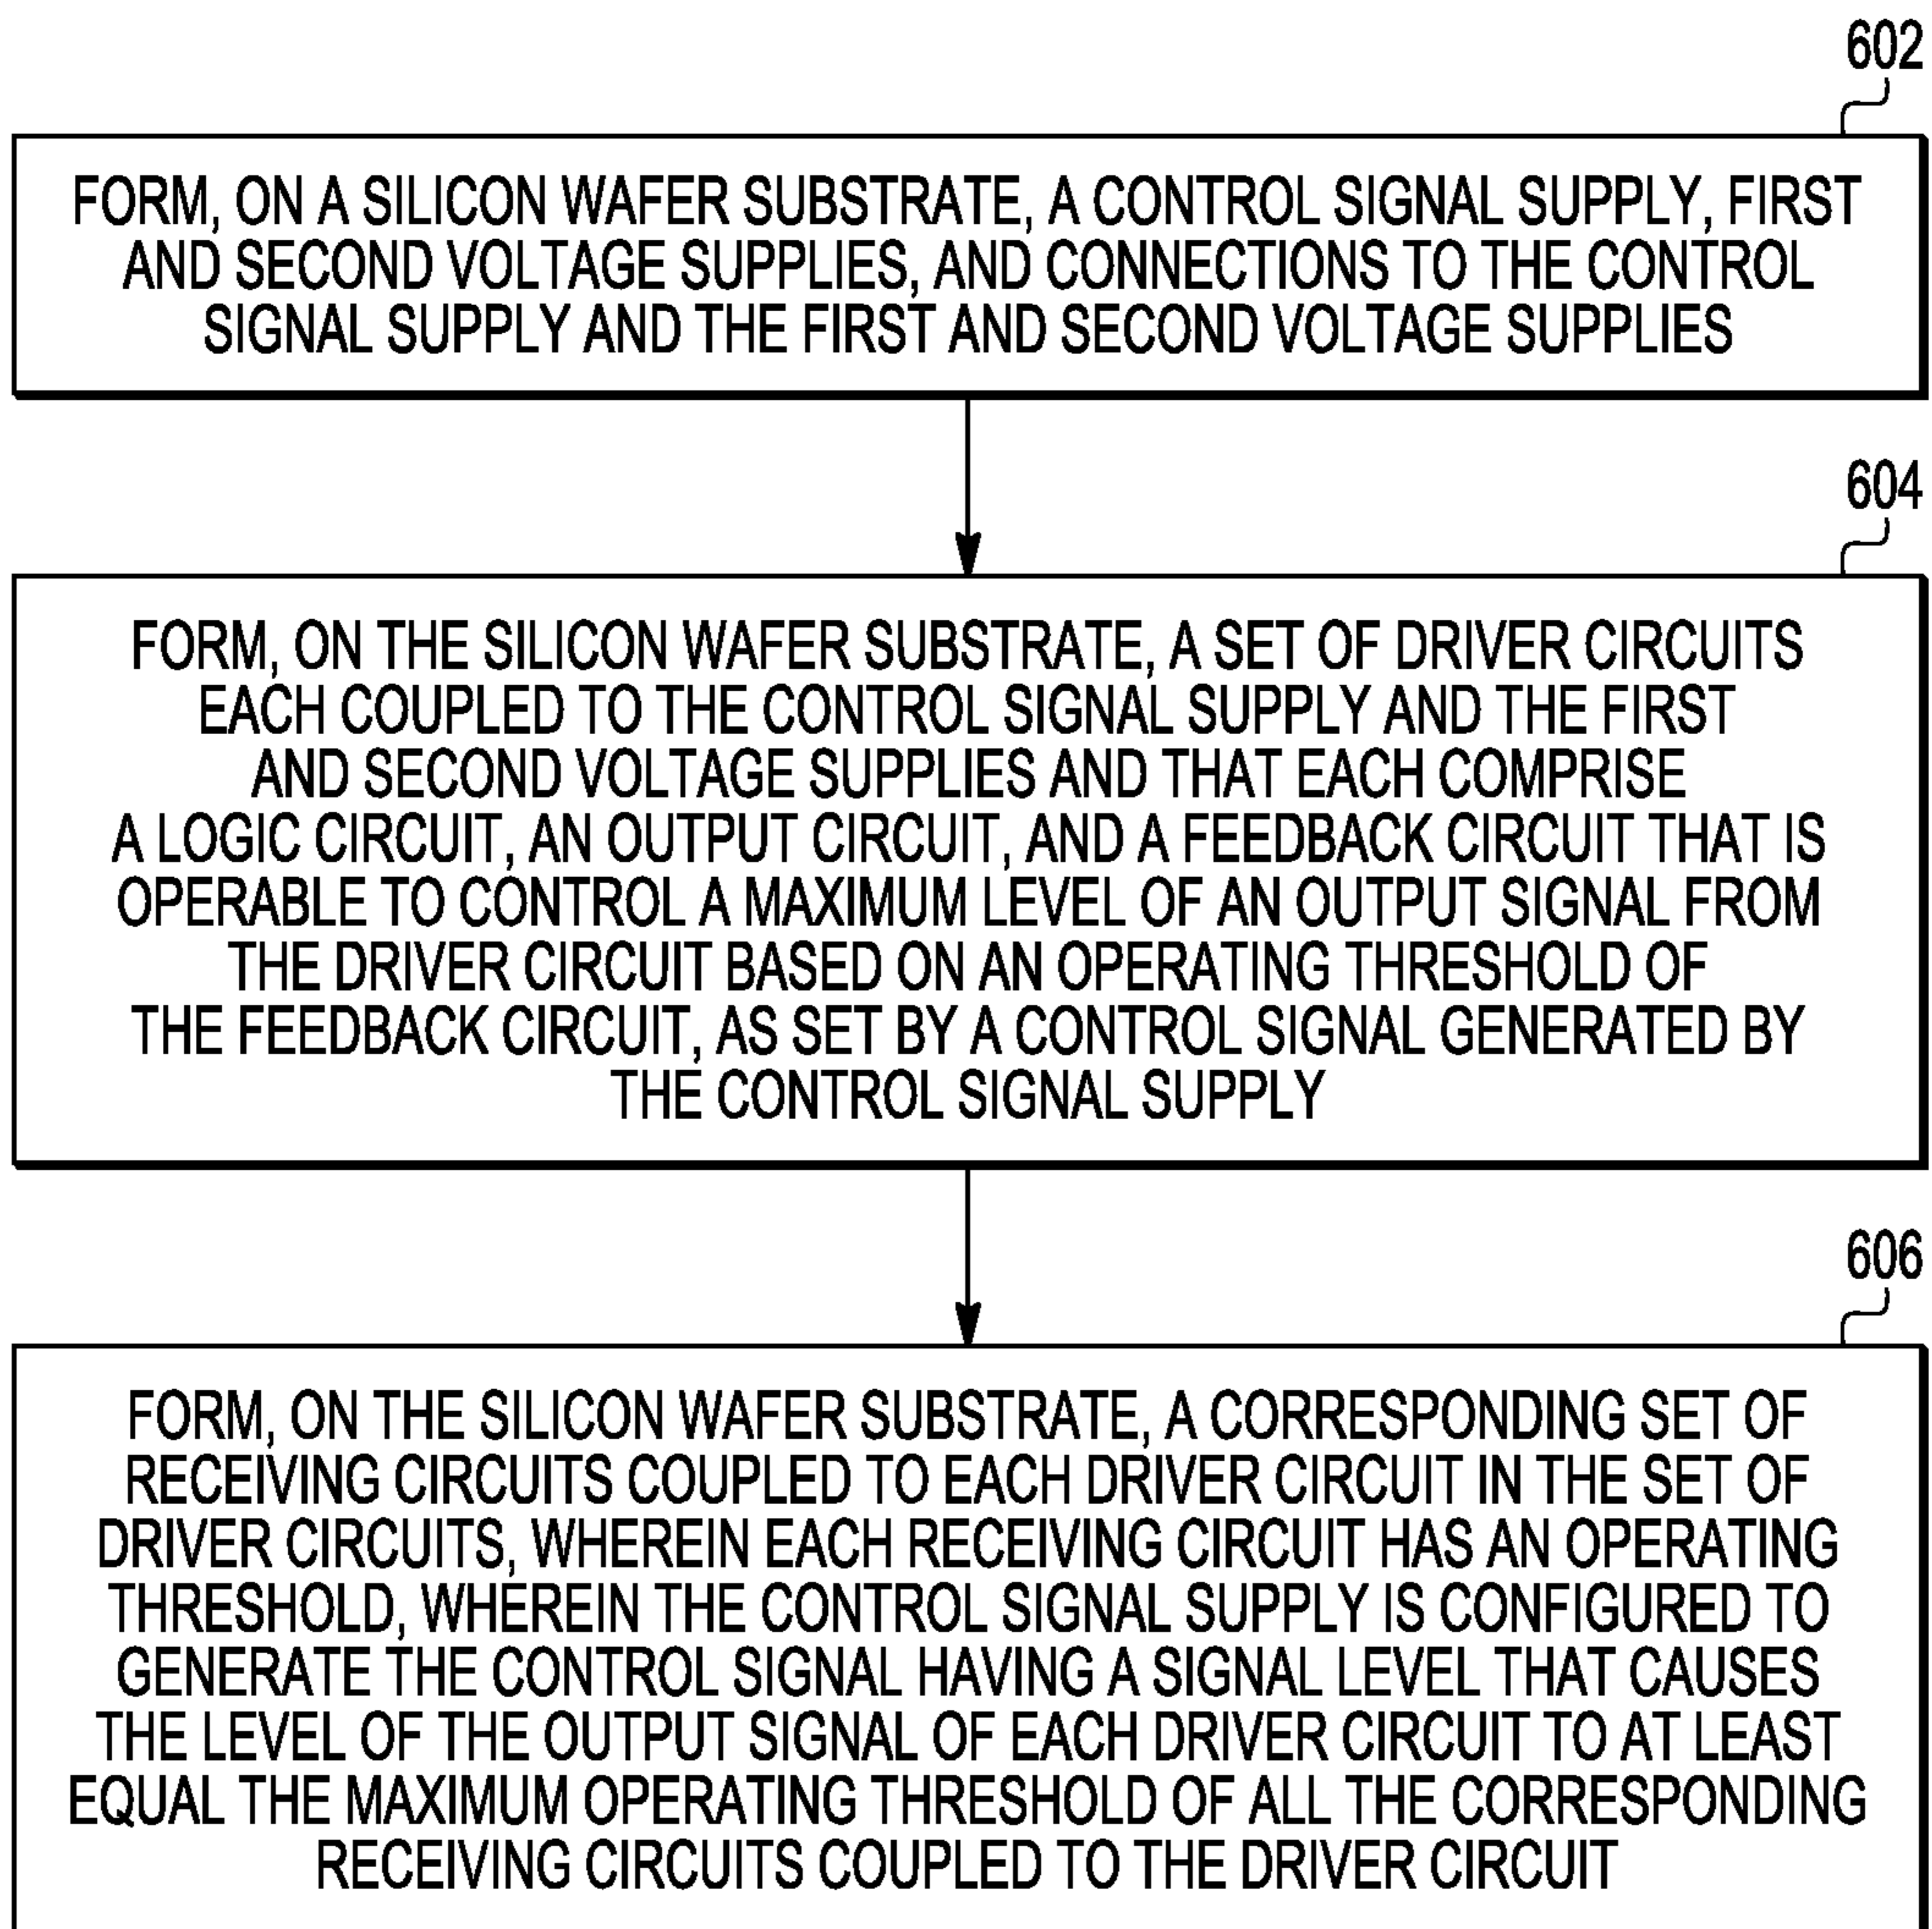 602
FORM, ON A SILICON WAFER SUBSTRATE, A CONTROL SIGNAL SUPPLY, FIRST
AND SECOND VOLTAGE SUPPLIES, AND CONNECTIONS TO THE CONTROL
SIGNAL SUPPLY AND THE FIRST AND SECOND VOLTAGE SUPPLIES
604
FORM, ON THE SILICON WAFER SUBSTRATE, A SET OF DRIVER CIRCUITS
EACH COUPLED TO THE CONTROL SIGNAL SUPPLY AND THE FIRST
AND SECOND VOLTAGE SUPPLIES AND THAT EACH COMPRISE
A LOGIC CIRCUIT, AN OUTPUT CIRCUIT, AND A FEEDBACK CIRCUIT THAT IS
OPERABLE TO CONTROL A MAXIMUM LEVEL OF AN OUTPUT SIGNAL FROM
THE DRIVER CIRCUIT BASED ON AN OPERATING THRESHOLD OF
THE FEEDBACK CIRCUIT, AS SET BY A CONTROL SIGNAL GENERATED BY
THE CONTROL SIGNAL SUPPLY
606
FORM, ON THE SILICON WAFER SUBSTRATE, A CORRESPONDING SET OF
RECEIVING CIRCUITS COUPLED TO EACH DRIVER CIRCUIT IN THE SET OF
DRIVER CIRCUITS, WHEREIN EACH RECEIVING CIRCUIT HAS AN OPERATING
THRESHOLD, WHEREIN THE CONTROL SIGNAL SUPPLY IS CONFIGURED TO
GENERATE THE CONTROL SIGNAL HAVING A SIGNAL LEVEL THAT CAUSES
THE LEVEL OF THE OUTPUT SIGNAL OF EACH DRIVER CIRCUIT TO AT LEAST
EQUAL THE MAXIMUM OPERATING THRESHOLD OF ALL THE CORRESPONDING
RECEIVING CIRCUITS COUPLED TO THE DRIVER CIRCUIT